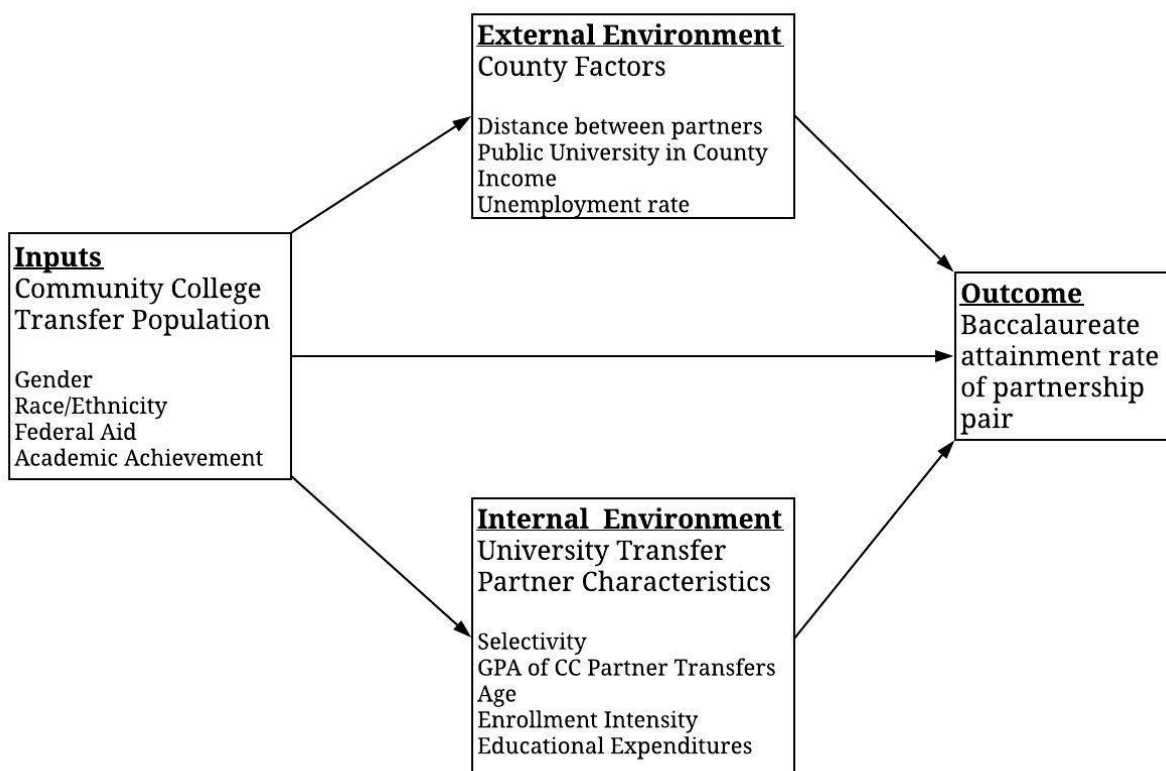 External Environment
County Factors
Distance between partners
Public University in County
Income
Unemployment rate
Inputs
Community College
Transfer Population
Gender
Race/Ethnicity
Federal Aid
Academic Achievement
Outcome
Baccalaureate
attainment rate
of partnership
pair
Internal Environment
University Transfer
Partner Characteristics
Selectivity
GPA of CC Partner Transfers
Age
Enrollment Intensity
Educational Expenditures